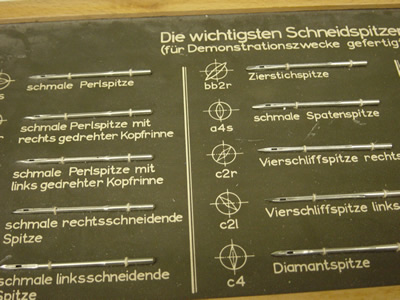 Die wichtigsten Schneidspitzen
(für Demonstrationszwecke gefertigt
s
schmale Perlspitze
r
schmale Perlspitze mit
rechts gedrehter Kopfrinne
schmale Perlspitze mit
links gedrehter Kopfrinne
schmale rechtsschneidende
Spitze
schmale linksschneidende
Spitze
bb2r
Zierstichspitze
a4s
schmale Spatenspitze
c2r
Vierschliffspitze rechts
c2l
Vierschliffspitze links
c4
Diamantspitze